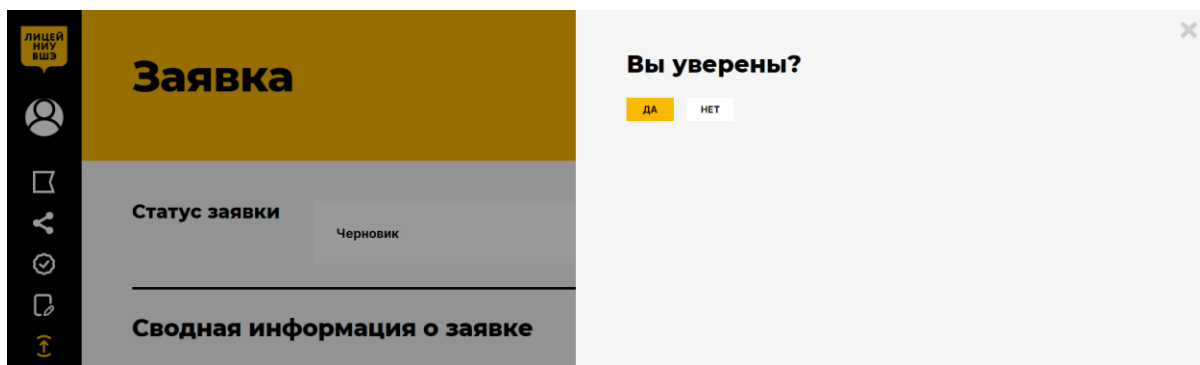 ЛИЦЕЙ
НИУ
ВШЭ
Заявка
Статус заявки
Черновик
Сводная информация о заявке
Вы уверены?
ДА НЕТ